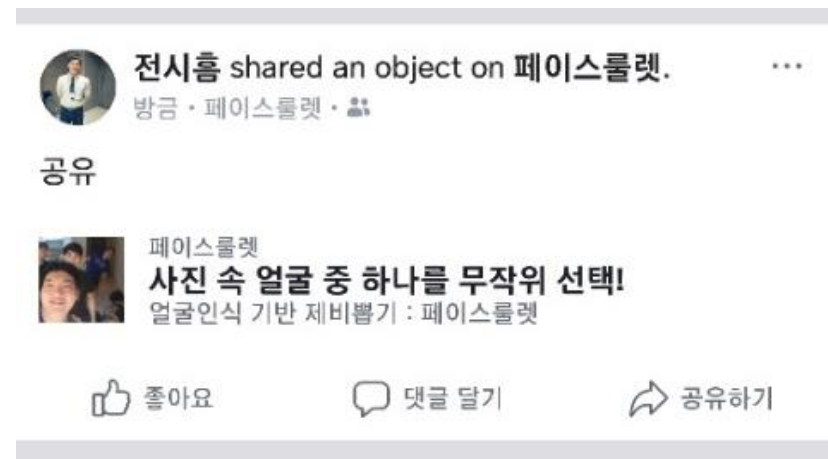 전시흠 shared an object on 페이스룰렛.
방금 · 페이스룰렛 ·
공유
페이스룰렛
사진 속 얼굴 중 하나를 무작위 선택!
얼굴인식 기반 제비뽑기 : 페이스룰렛
좋아요 댓글 달기 공유하기